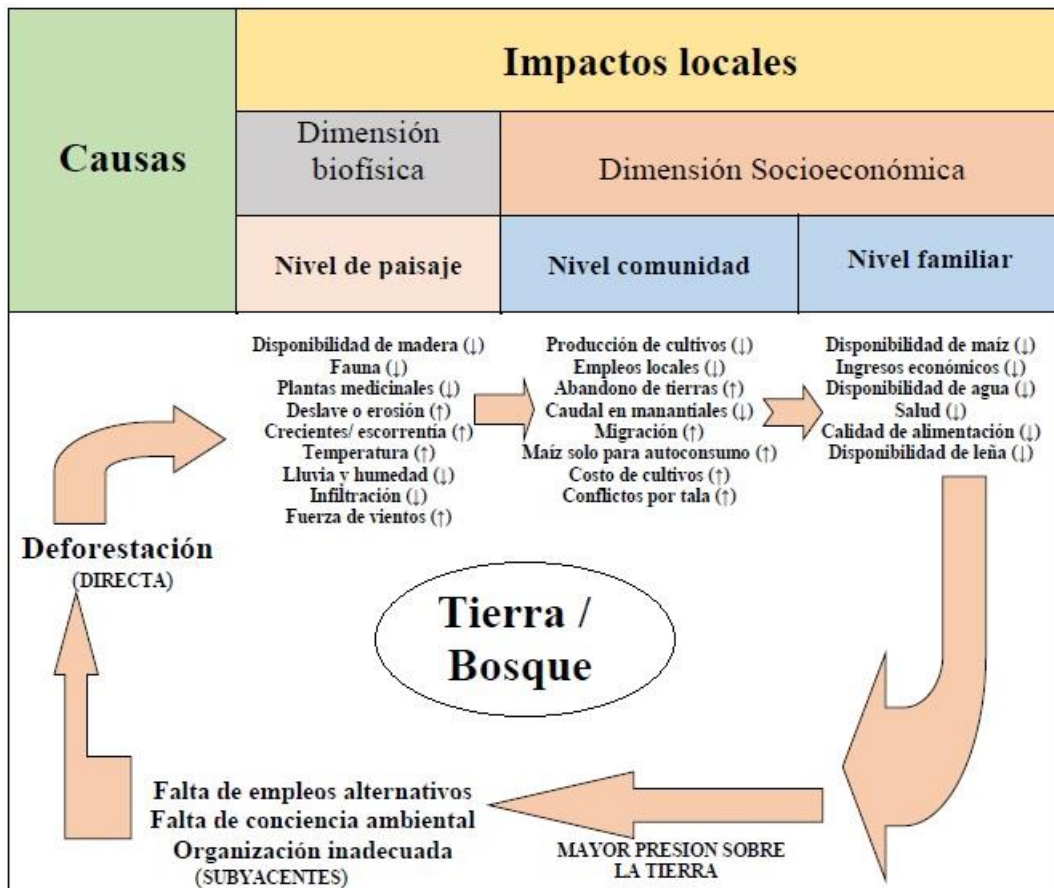 Causas
Impactos locales
Dimensión
biofísica
Dimensión Socioeconómica
Nivel de paisaje
Nivel comunidad
Nivel familiar
Disponibilidad de madera (↓)
Fauna (↓)
Plantas medicinales (↓)
Deslave o erosión (↑)
Crecientes/ escorrentía (↑)
Temperatura (↑)
Lluvia y humedad (↓)
Infiltración (↓)
Fuerza de vientos (↑)
Producción de cultivos (↓)
Empleos locales (↓)
Abandono de tierras (↑)
Caudal en manantiales (↓)
Migración (↑)
Maíz solo para autoconsumo (↑)
Costo de cultivos (↑)
Conflictos por tala (↑)
Disponibilidad de maíz (↓)
Ingresos económicos (↓)
Disponibilidad de agua (↓)
Salud (↓)
Calidad de alimentación (↓)
Disponibilidad de leña (↓)
Deforestación
(DIRECTA)
Tierra /
Bosque
Falta de empleos alternativos
Falta de conciencia ambiental
Organización inadecuada
(SUBYACENTES)
MAYOR PRESION SOBRE
LA TIERRA